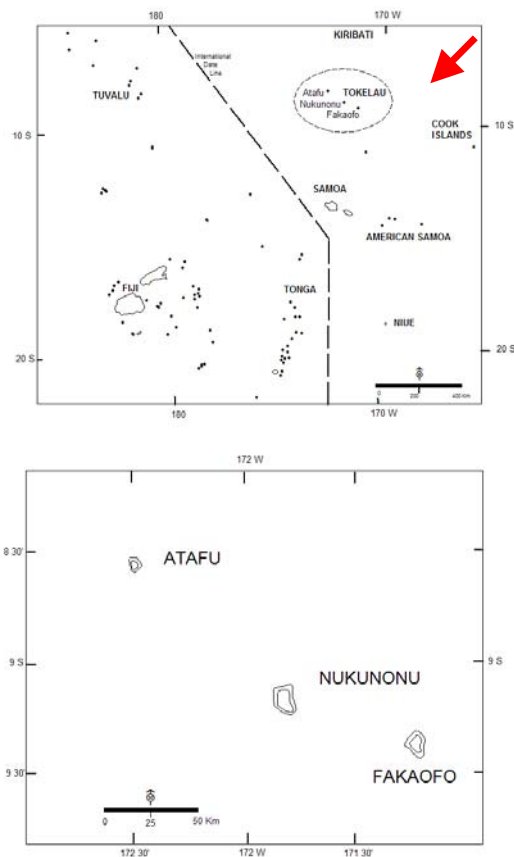 180
170 W
KIRIBATI
International
Date
Line
TUVALU
Atafu
TOKELAU
Nukunonu
Fakaofo
10 S
10 S
COOK
ISLANDS
SAMOA
AMERICAN SAMOA
FIJI
TONGA
NIUE
20 S
20 S
0
200
400 Km
180
170 W
172 W
8 30'
ATAFU
9 S
9 S
NUKUNONU
FAKAOFO
9 30'
0
25
50 Km
172 30'
172 W
171 30'